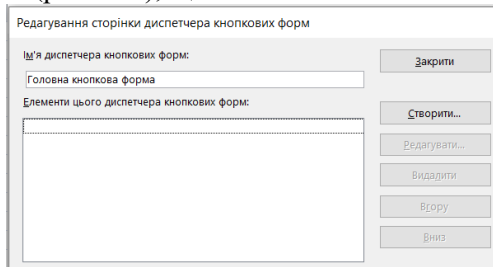 Редагування сторінки диспетчера кнопкових форм
Ім'я диспетчера кнопкових форм:
Закрити
Головна кнопкова форма
Елементи цього диспетчера кнопкових форм:
Створити...
Редагувати...
Видалити
Вгору
Вниз